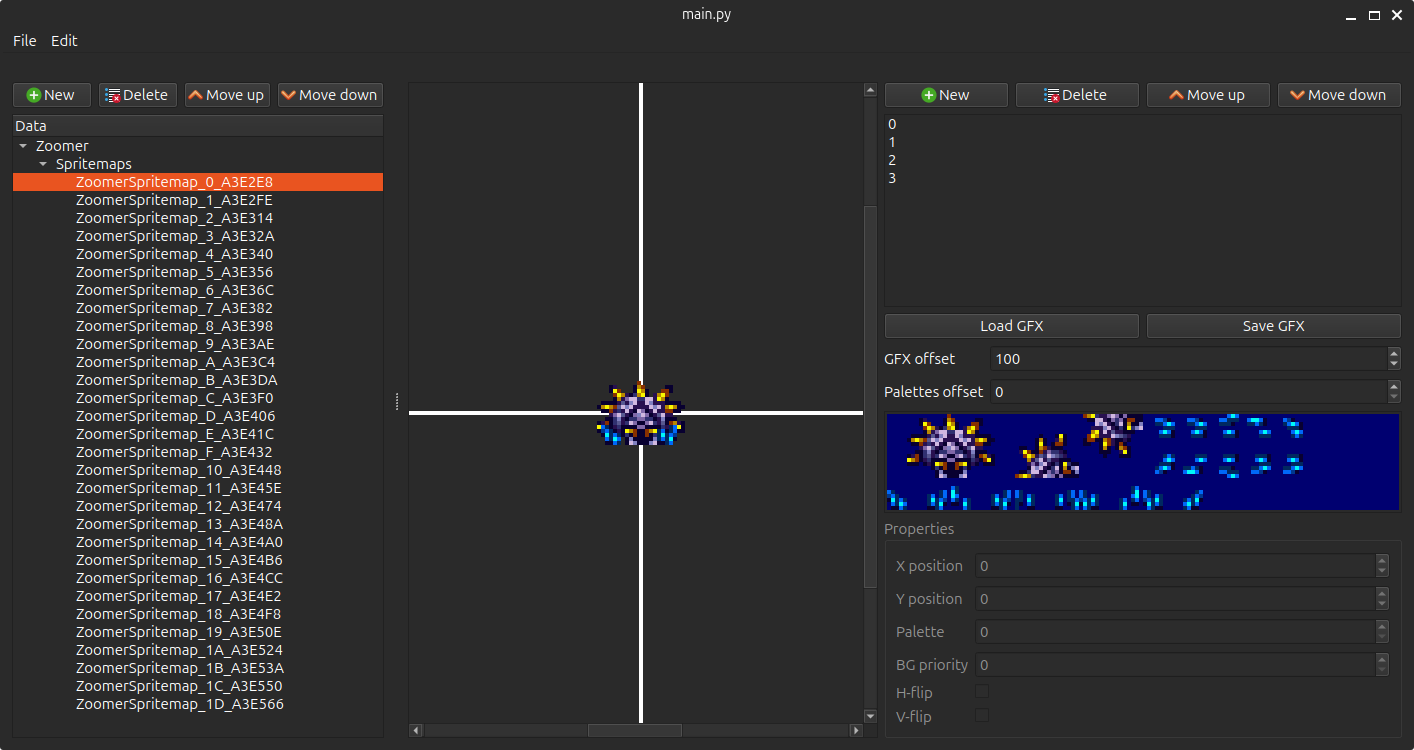 main.py
File Edit
New Delete Move up Move down
Data
Zoomer
Spritemaps
ZoomerSpritemap_0_A3E2E8
ZoomerSpritemap_1_A3E2FE
ZoomerSpritemap_2_A3E314
ZoomerSpritemap_3_A3E32A
ZoomerSpritemap_4_A3E340
ZoomerSpritemap_5_A3E356
ZoomerSpritemap_6_A3E36C
ZoomerSpritemap_7_A3E382
ZoomerSpritemap_8_A3E398
ZoomerSpritemap_9_A3E3AE
ZoomerSpritemap_A_A3E3C4
ZoomerSpritemap_B_A3E3DA
ZoomerSpritemap_C_A3E3F0
ZoomerSpritemap_D_A3E406
ZoomerSpritemap_E_A3E41C
ZoomerSpritemap_F_A3E432
ZoomerSpritemap_10_A3E448
ZoomerSpritemap_11_A3E45E
ZoomerSpritemap_12_A3E474
ZoomerSpritemap_13_A3E48A
ZoomerSpritemap_14_A3E4A0
ZoomerSpritemap_15_A3E4B6
ZoomerSpritemap_16_A3E4CC
ZoomerSpritemap_17_A3E4E2
ZoomerSpritemap_18_A3E4F8
ZoomerSpritemap_19_A3E50E
ZoomerSpritemap_1A_A3E524
ZoomerSpritemap_1B_A3E53A
ZoomerSpritemap_1C_A3E550
ZoomerSpritemap_1D_A3E566
New Delete Move up Move down
0
1
2
3
Load GFX Save GFX
GFX offset 100
Palettes offset 0
Properties
X position 0
Y position 0
Palette 0
BG priority 0
H-flip
V-flip